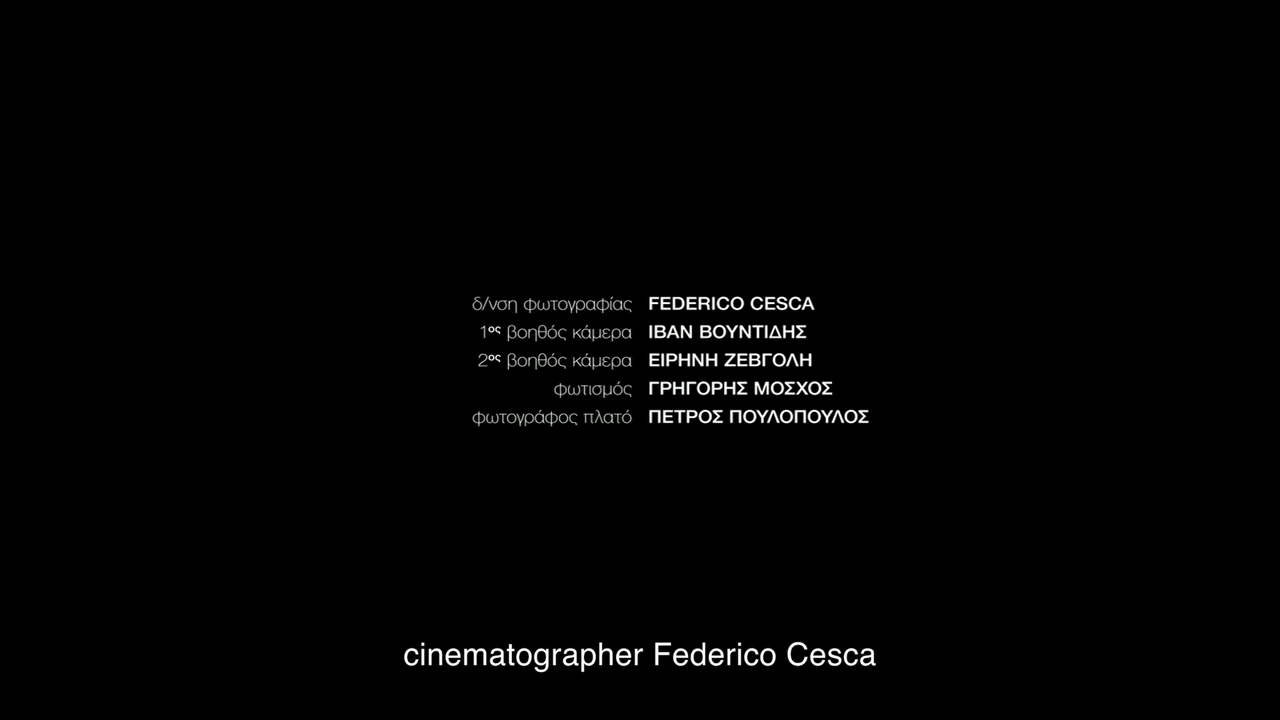 δ/νση φωτογραφίας FEDERICO CESCA
1ος βοηθός κάμερα ΙΒΑΝ ΒΟΥΝΤΙΔΗΣ
2ος βοηθός κάμερα ΕΙΡΗΝΗ ΖΕΒΓΟΛΗ
φωτισμός ΓΡΗΓΟΡΗΣ ΜΟΣΧΟΣ
φωτογράφος πλατό ΠΕΤΡΟΣ ΠΟΥΛΟΠΟΥΛΟΣ
cinematographer Federico Cesca